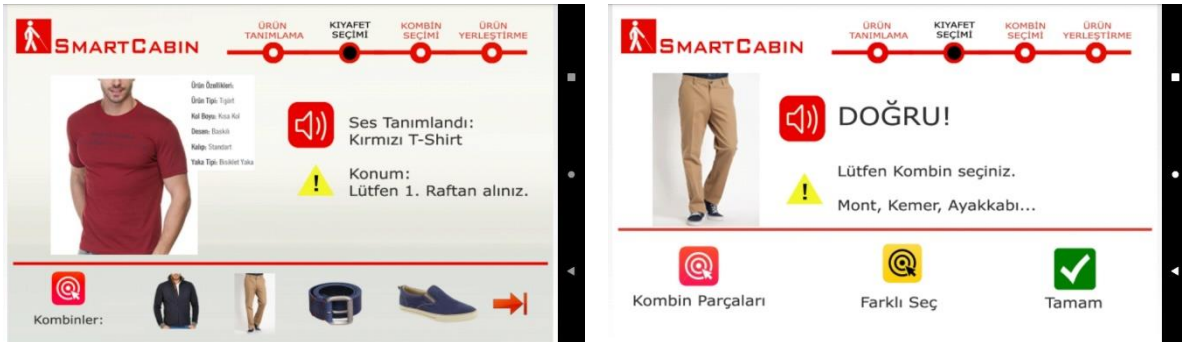 SMARTCABIN
ÜRÜN TANIMLAMA
KIYAFET SEÇİMİ
KOMBİN SEÇİMİ
ÜRÜN YERLEŞTİRME
Ürün Özellikleri:
Ürün Tipi: Tişört
Kol Boyu: Kısa Kol
Desen: Baskılı
Kalıp: Standart
Yaka Tipi: Bisiklet Yaka
Ses Tanımlandı:
Kırmızı T-Shirt
!
Konum:
Lütfen 1. Raftan alınız.
Kombinler:
SMARTCABIN
ÜRÜN TANIMLAMA
KIYAFET SEÇİMİ
KOMBİN SEÇİMİ
ÜRÜN YERLEŞTİRME
DOĞRU!
!
Lütfen Kombin seçiniz.
Mont, Kemer, Ayakkabı...
Kombin Parçaları
Farklı Seç
Tamam